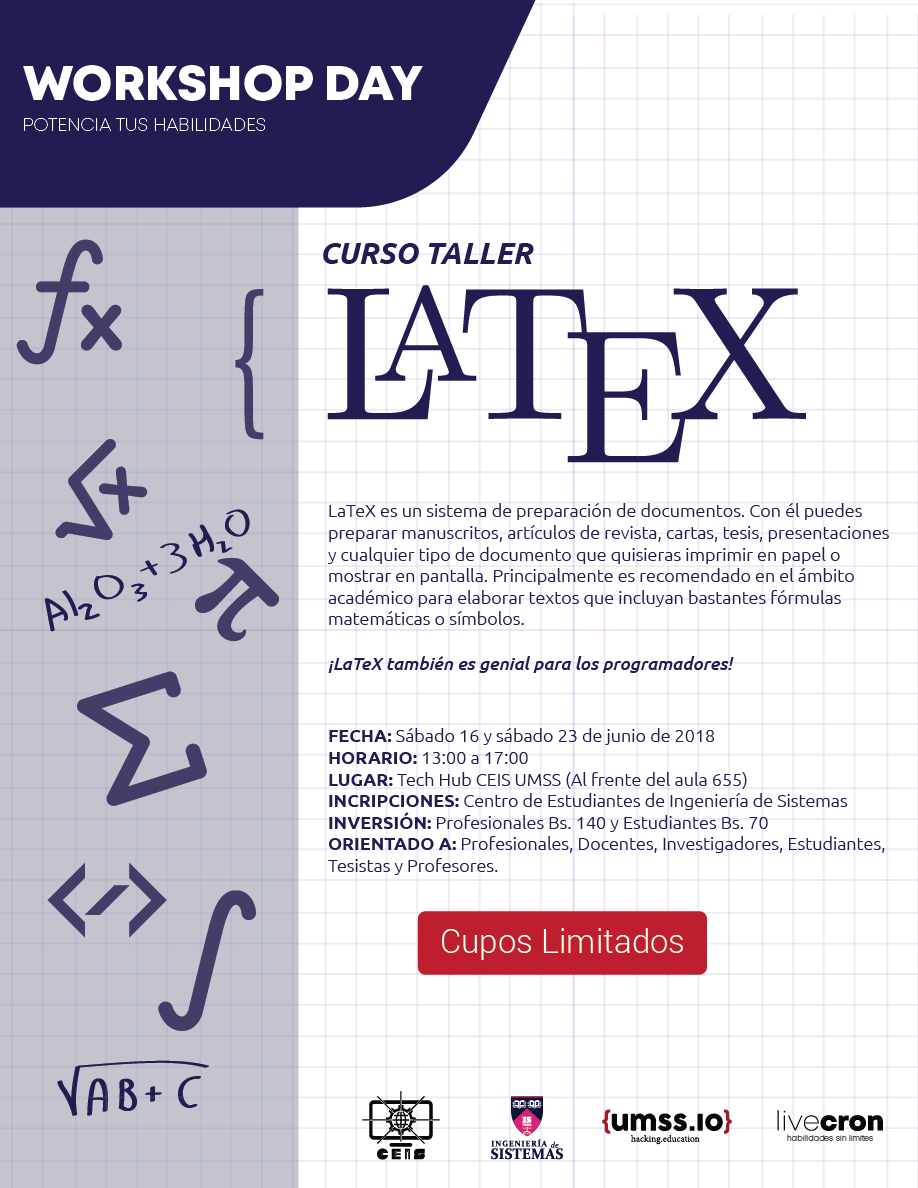 WORKSHOP DAY
POTENCIA TUS HABILIDADES
CURSO TALLER
LATEX
fx
{
√x
Al₂O₃+3H₂O
π
Σ
</>
∫
√AB+C
LaTeX es un sistema de preparación de documentos. Con él puedes
preparar manuscritos, artículos de revista, cartas, tesis, presentaciones
y cualquier tipo de documento que quisieras imprimir en papel o
mostrar en pantalla. Principalmente es recomendado en el ámbito
académico para elaborar textos que incluyan bastantes fórmulas
matemáticas o símbolos.
¡LaTeX también es genial para los programadores!
FECHA: Sábado 16 y sábado 23 de junio de 2018
HORARIO: 13:00 a 17:00
LUGAR: Tech Hub CEIS UMSS (Al frente del aula 655)
INCRIPCIONES: Centro de Estudiantes de Ingeniería de Sistemas
INVERSIÓN: Profesionales Bs. 140 y Estudiantes Bs. 70
ORIENTADO A: Profesionales, Docentes, Investigadores, Estudiantes,
Tesistas y Profesores.
Cupos Limitados
CEIS
INGENIERÍA de
SISTEMAS
{umss.io}
hacking.education
livecron
habilidades sin limites